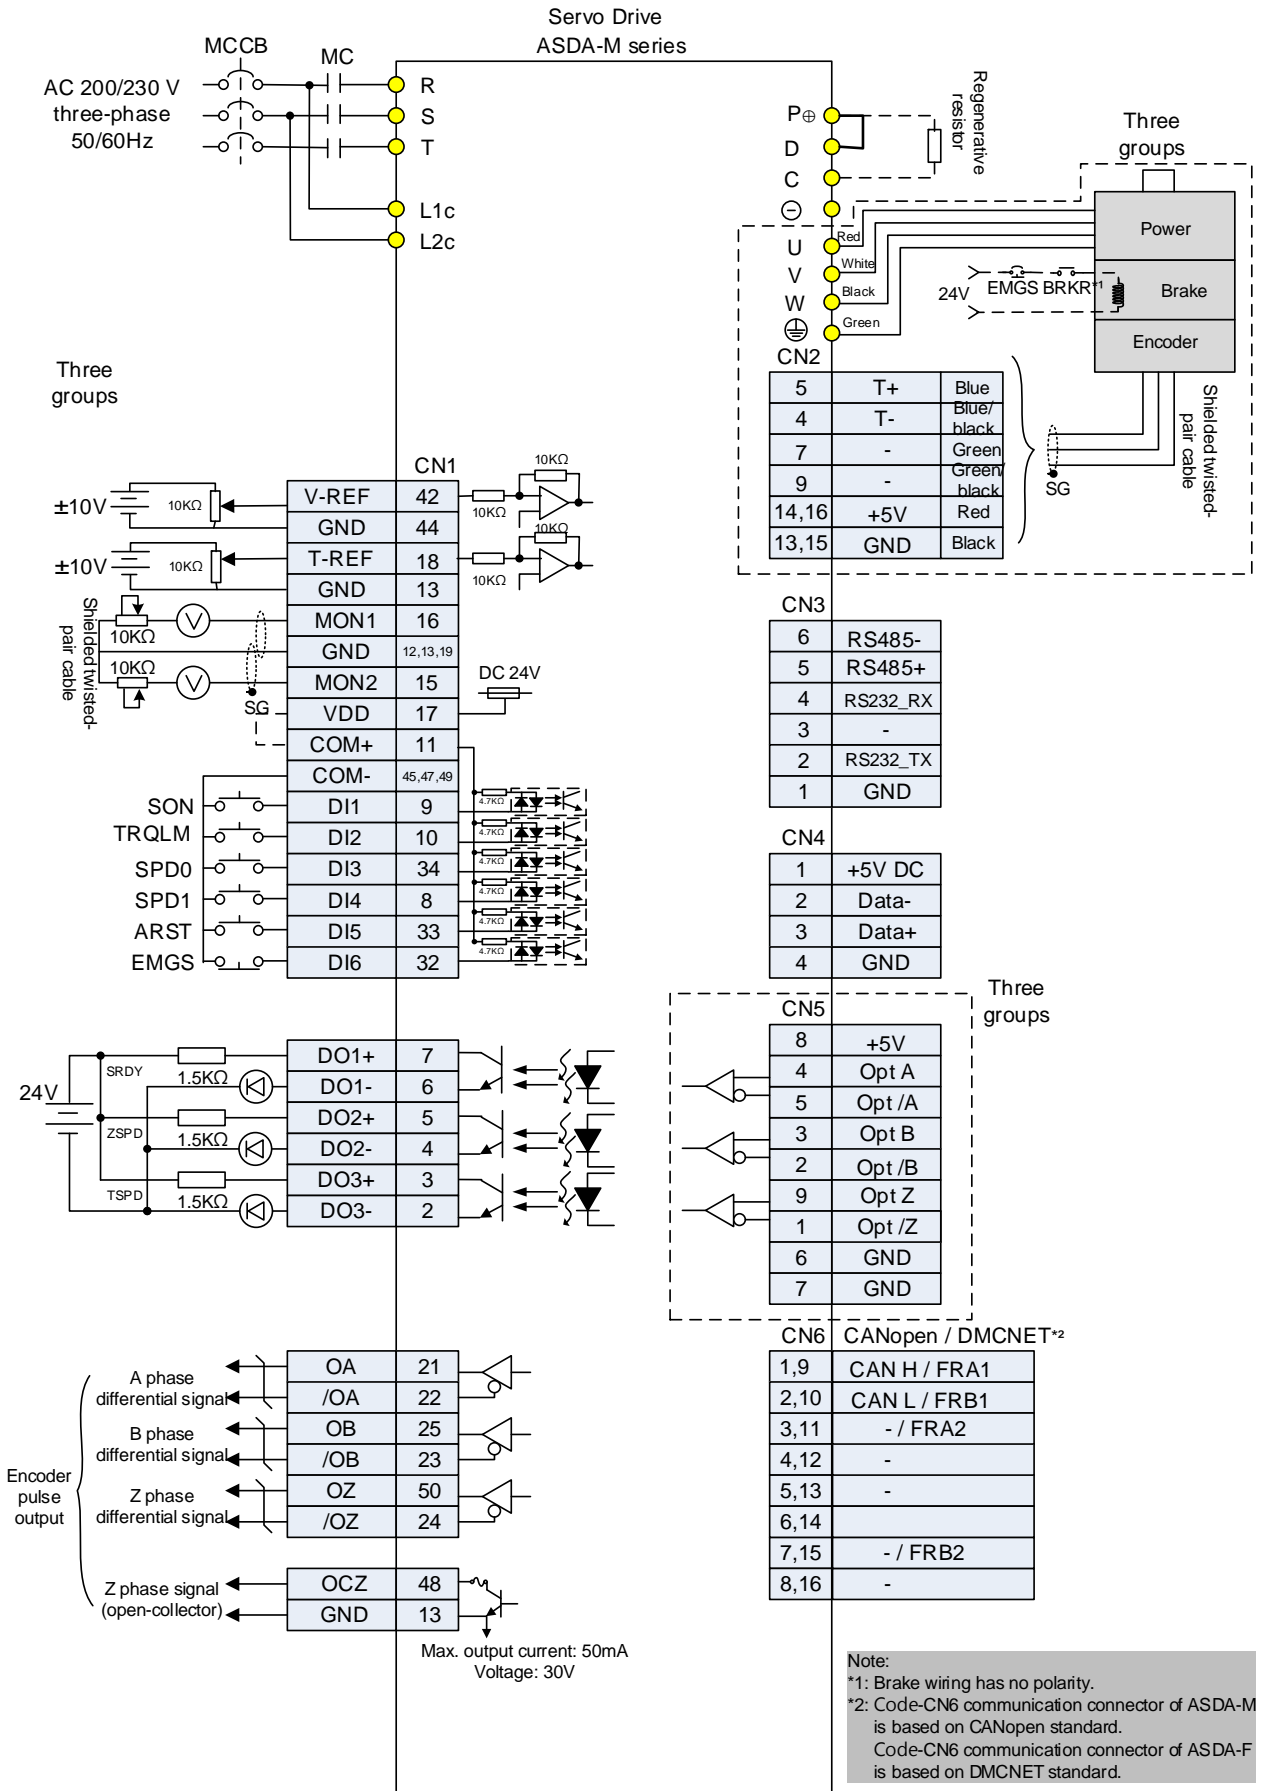 Servo Drive
ASDA-M series
MCCB
MC
AC 200/230 V
three-phase
50/60Hz
R
S
T
L1c
L2c
P⊕
D
C
⊖
Regenerative
resistor
Three
groups
U
V
W
Red
White
Black
Green
24V
EMGS BRKR*1
Power
Brake
Encoder
CN2
5 T+ Blue
4 T- Blue/
black
7 - Green
9 - Green/
black
14,16 +5V Red
13,15 GND Black
SG
Shielded twisted-
pair cable
Three
groups
CN1
±10V
10KΩ
V-REF 42
10KΩ
10KΩ
GND 44
±10V
10KΩ
T-REF 18
10KΩ
10KΩ
GND 13
Shielded twisted-
pair cable
10KΩ
V
MON1 16
GND 12,13,19
10KΩ
V
MON2 15
SG
DC 24V
VDD 17
COM+ 11
COM- 45,47,49
SON DI1 9 4.7KΩ
TRQLM DI2 10 4.7KΩ
SPD0 DI3 34 4.7KΩ
SPD1 DI4 8 4.7KΩ
ARST DI5 33 4.7KΩ
EMGS DI6 32 4.7KΩ
CN3
6 RS485-
5 RS485+
4 RS232_RX
3 -
2 RS232_TX
1 GND
CN4
1 +5V DC
2 Data-
3 Data+
4 GND
24V
SRDY
1.5KΩ
DO1+ 7
DO1- 6
ZSPD
1.5KΩ
DO2+ 5
DO2- 4
TSPD
1.5KΩ
DO3+ 3
DO3- 2
Three
groups
CN5
8 +5V
4 Opt A
5 Opt /A
3 Opt B
2 Opt /B
9 Opt Z
1 Opt /Z
6 GND
7 GND
Encoder
pulse
output
A phase
differential signal
OA 21
/OA 22
B phase
differential signal
OB 25
/OB 23
Z phase
differential signal
OZ 50
/OZ 24
Z phase signal
(open-collector)
OCZ 48
GND 13
Max. output current: 50mA
Voltage: 30V
CN6 CANopen / DMCNET*2
1,9 CAN H / FRA1
2,10 CAN L / FRB1
3,11 - / FRA2
4,12 -
5,13 -
6,14
7,15 - / FRB2
8,16 -
Note:
*1: Brake wiring has no polarity.
*2: Code-CN6 communication connector of ASDA-M
is based on CANopen standard.
Code-CN6 communication connector of ASDA-F
is based on DMCNET standard.